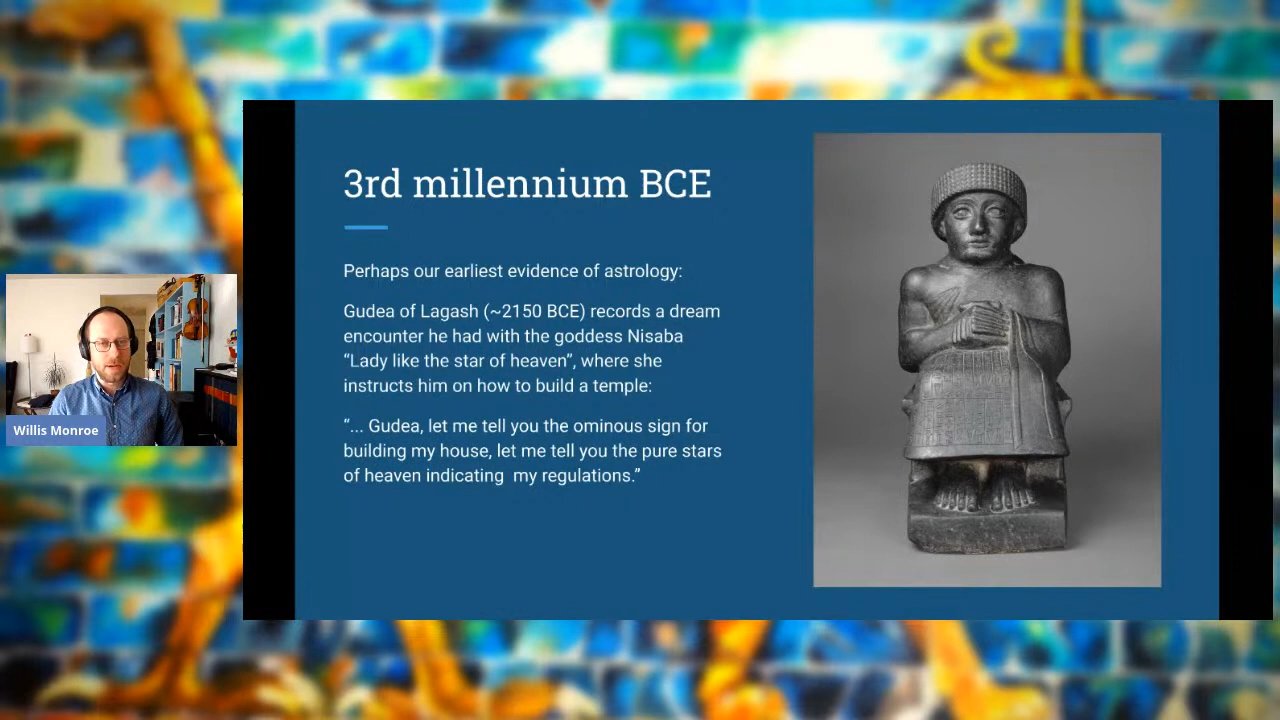 3rd millennium BCE
Perhaps our earliest evidence of astrology:
Gudea of Lagash (~2150 BCE) records a dream
encounter he had with the goddess Nisaba
“Lady like the star of heaven”, where she
instructs him on how to build a temple:
“... Gudea, let me tell you the ominous sign for
building my house, let me tell you the pure stars
of heaven indicating  my regulations.”
Willis Monroe